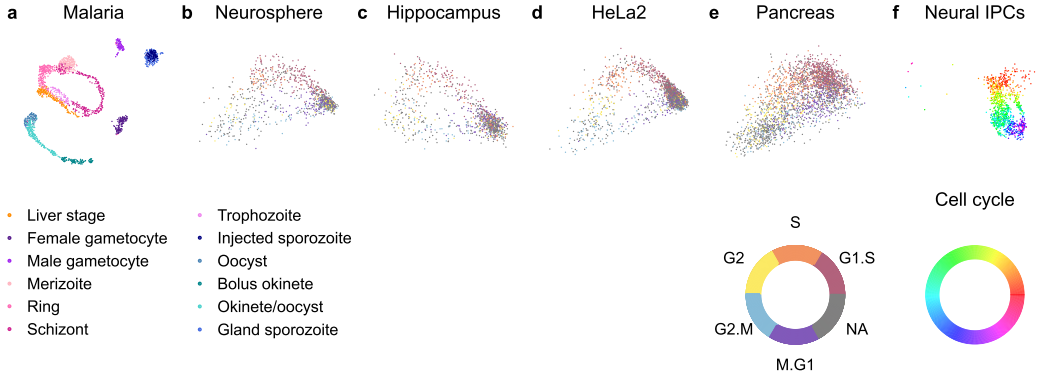 a Malaria b Neurosphere c Hippocampus d HeLa2 e Pancreas f Neural IPCs
Liver stage
Female gametocyte
Male gametocyte
Merizoite
Ring
Schizont
Trophozoite
Injected sporozoite
Oocyst
Bolus okinete
Okinete/oocyst
Gland sporozoite
S
G2 G1.S
G2.M NA
M.G1
Cell cycle